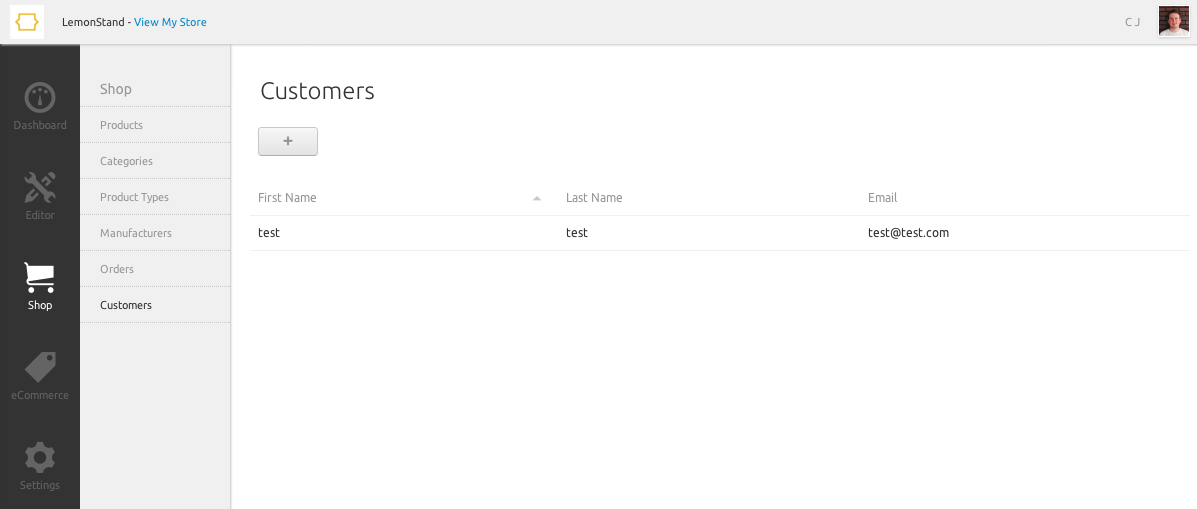 LemonStand - View My Store
C J
Dashboard
Editor
Shop
eCommerce
Settings
Shop
Products
Categories
Product Types
Manufacturers
Orders
Customers
Customers
+
First Name Last Name Email
test test test@test.com